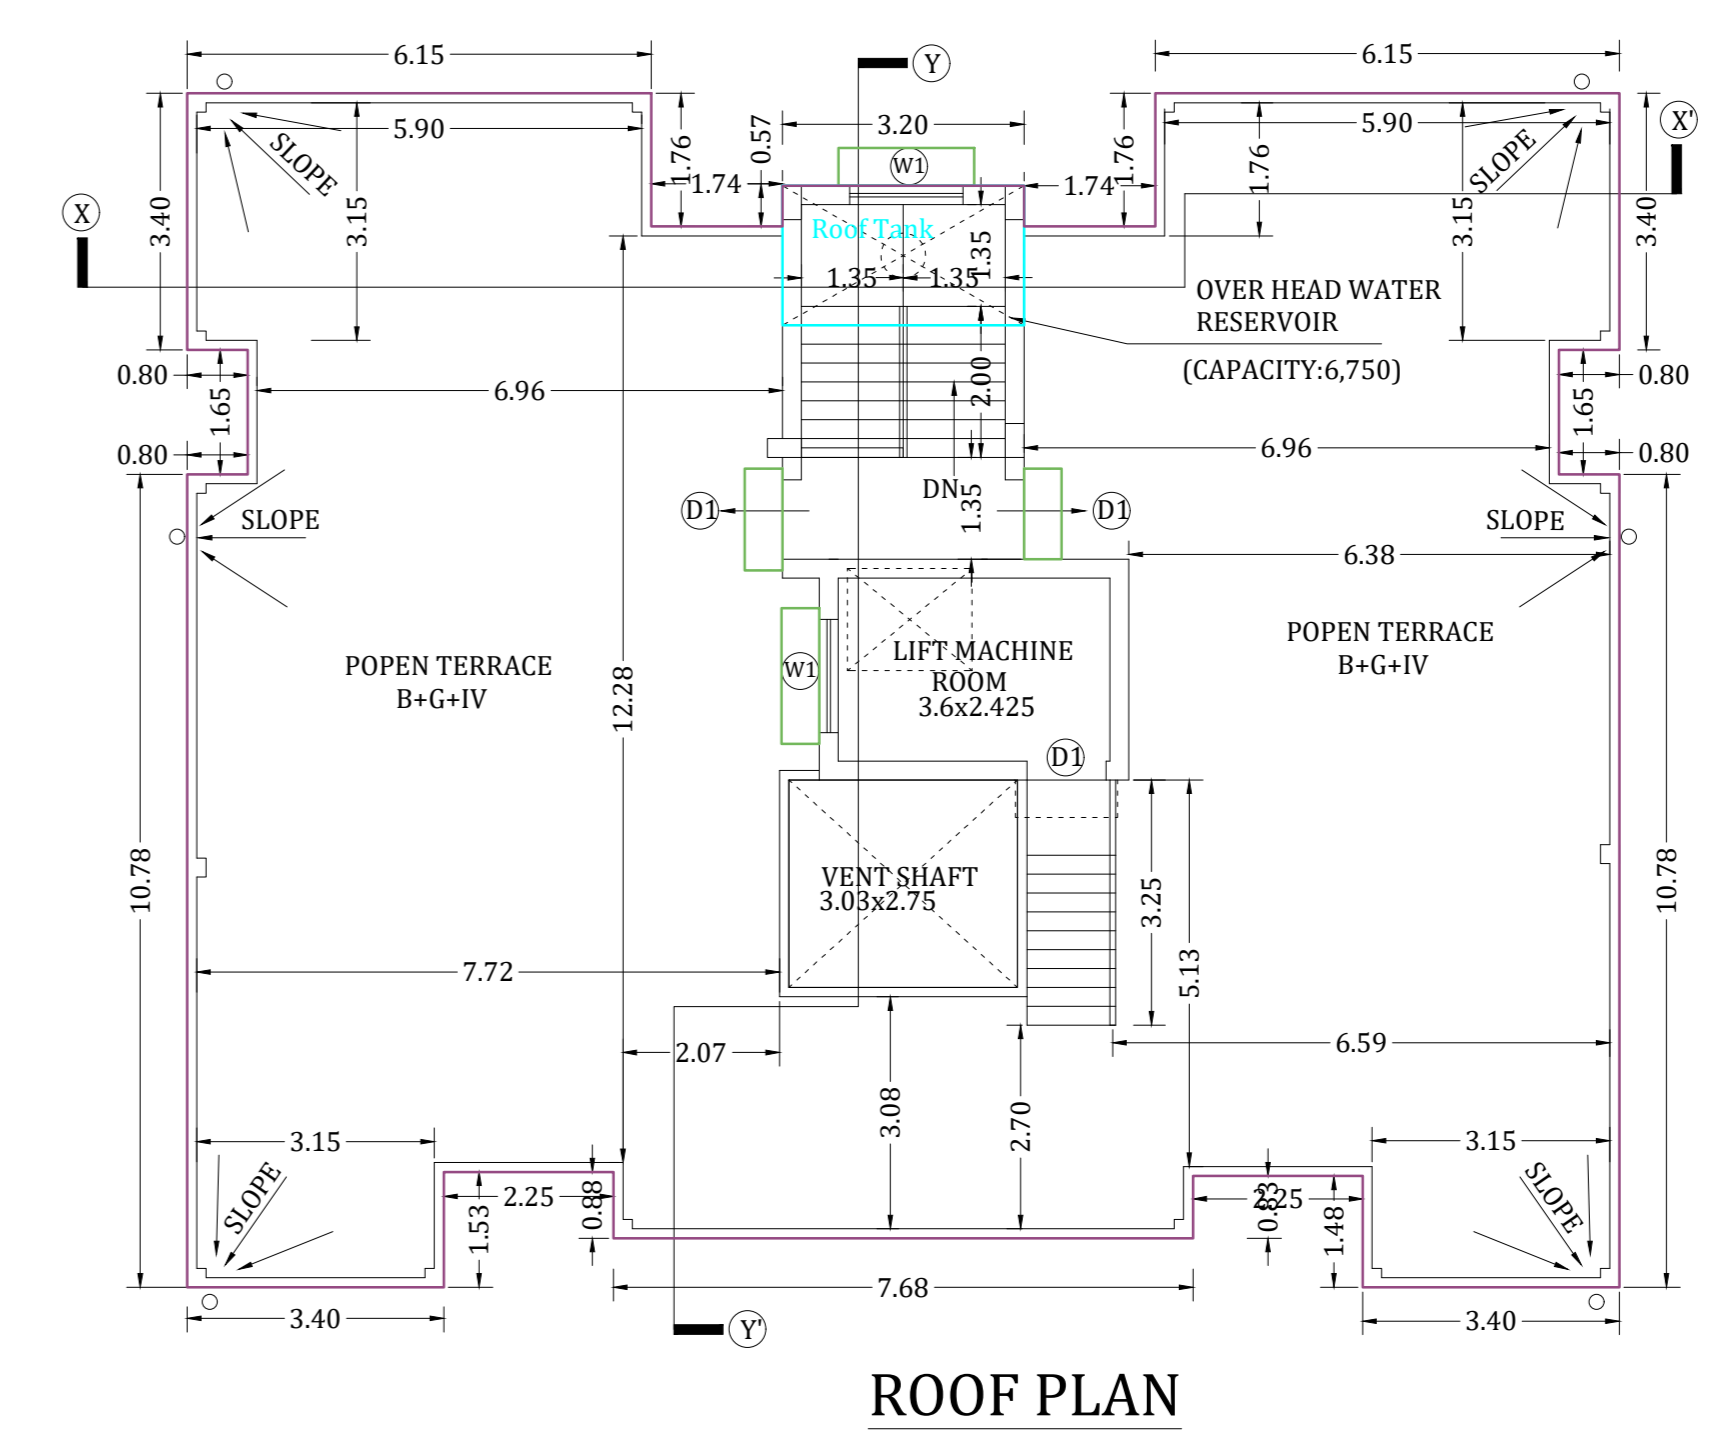 6.15
6.15
Y
3.20
0.57
5.90
5.90
X'
SLOPE
SLOPE
1.76
1.76
1.76
W1
1.74
1.74
X
3.40
3.15
3.15
3.40
Roof Tank
1.35
1.35
1.35
OVER HEAD WATER
RESERVOIR
(CAPACITY:6,750)
0.80
0.80
6.96
2.00
1.65
1.65
0.80
6.96
0.80
DN
1.35
D1
D1
SLOPE
SLOPE
6.38
POPEN TERRACE
B+G+IV
POPEN TERRACE
B+G+IV
W1
LIFT MACHINE
ROOM
3.6x2.425
12.28
D1
VENT SHAFT
3.03x2.75
10.78
10.78
3.25
5.13
7.72
2.07
6.59
3.08
2.70
3.15
3.15
SLOPE
SLOPE
2.25
0.88
2.25
0.83
1.53
1.48
7.68
3.40
3.40
Y'
ROOF PLAN